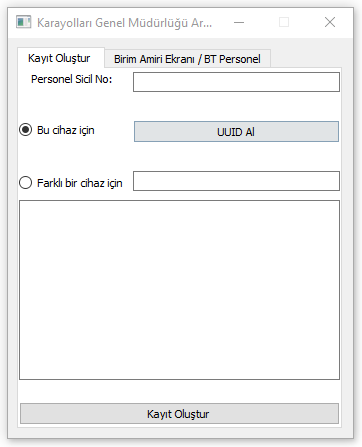 Karayolları Genel Müdürlüğü Ar...
Kayıt Oluştur
Birim Amiri Ekranı / BT Personel
Personel Sicil No:
Bu cihaz için
UUID Al
Farklı bir cihaz için
Kayıt Oluştur